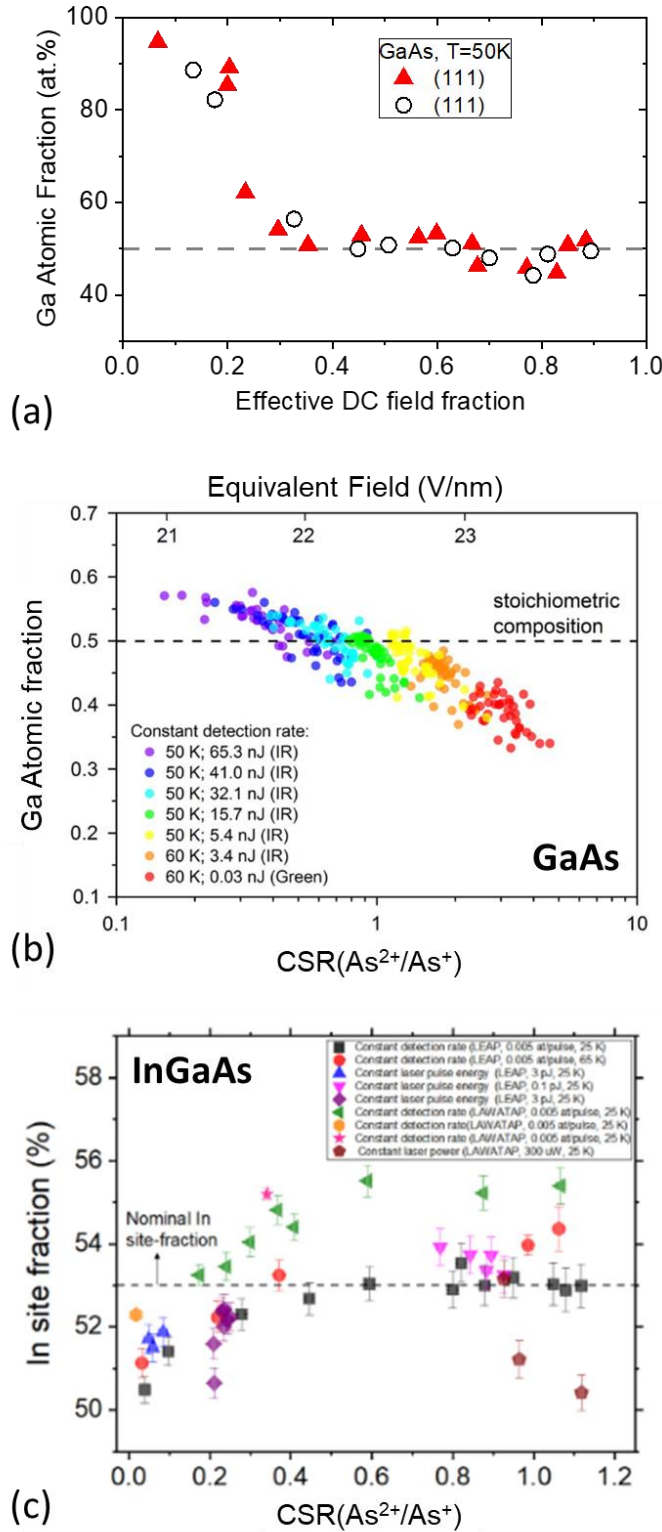 100
80
60
40
Ga Atomic Fraction (at.%)
GaAs, T=50K
(111)
(111)
0.0 0.2 0.4 0.6 0.8 1.0
Effective DC field fraction
(a)
Equivalent Field (V/nm)
21 22 23
0.7
0.6
0.5
0.4
0.3
0.1
Ga Atomic fraction
stoichiometric
composition
Constant detection rate:
50 K; 65.3 nJ (IR)
50 K; 41.0 nJ (IR)
50 K; 32.1 nJ (IR)
50 K; 15.7 nJ (IR)
50 K; 5.4 nJ (IR)
60 K; 3.4 nJ (IR)
60 K; 0.03 nJ (Green)
GaAs
0.1 1 10
CSR(As²⁺/As⁺)
(b)
InGaAs
Constant detection rate (LEAP, 0.005 at/pulse, 25 K)
Constant detection rate (LEAP, 0.005 at/pulse, 65 K)
Constant laser pulse energy (LEAP, 3 pJ, 25 K)
Constant laser pulse energy (LEAP, 0.1 pJ, 25 K)
Constant laser pulse energy (LEAP, 3 pJ, 25 K)
Constant detection rate (LAWATAP, 0.005 at/pulse, 25 K)
Constant detection rate(LAWATAP, 0.005 at/pulse, 25 K)
Constant detection rate (LAWATAP, 0.005 at/pulse, 25 K)
Constant laser power (LAWATAP, 300 uW, 25 K)
58
56
54
52
50
In site fraction (%)
Nominal In
site-fraction
0.0 0.2 0.4 0.6 0.8 1.0 1.2
CSR(As²⁺/As⁺)
(c)